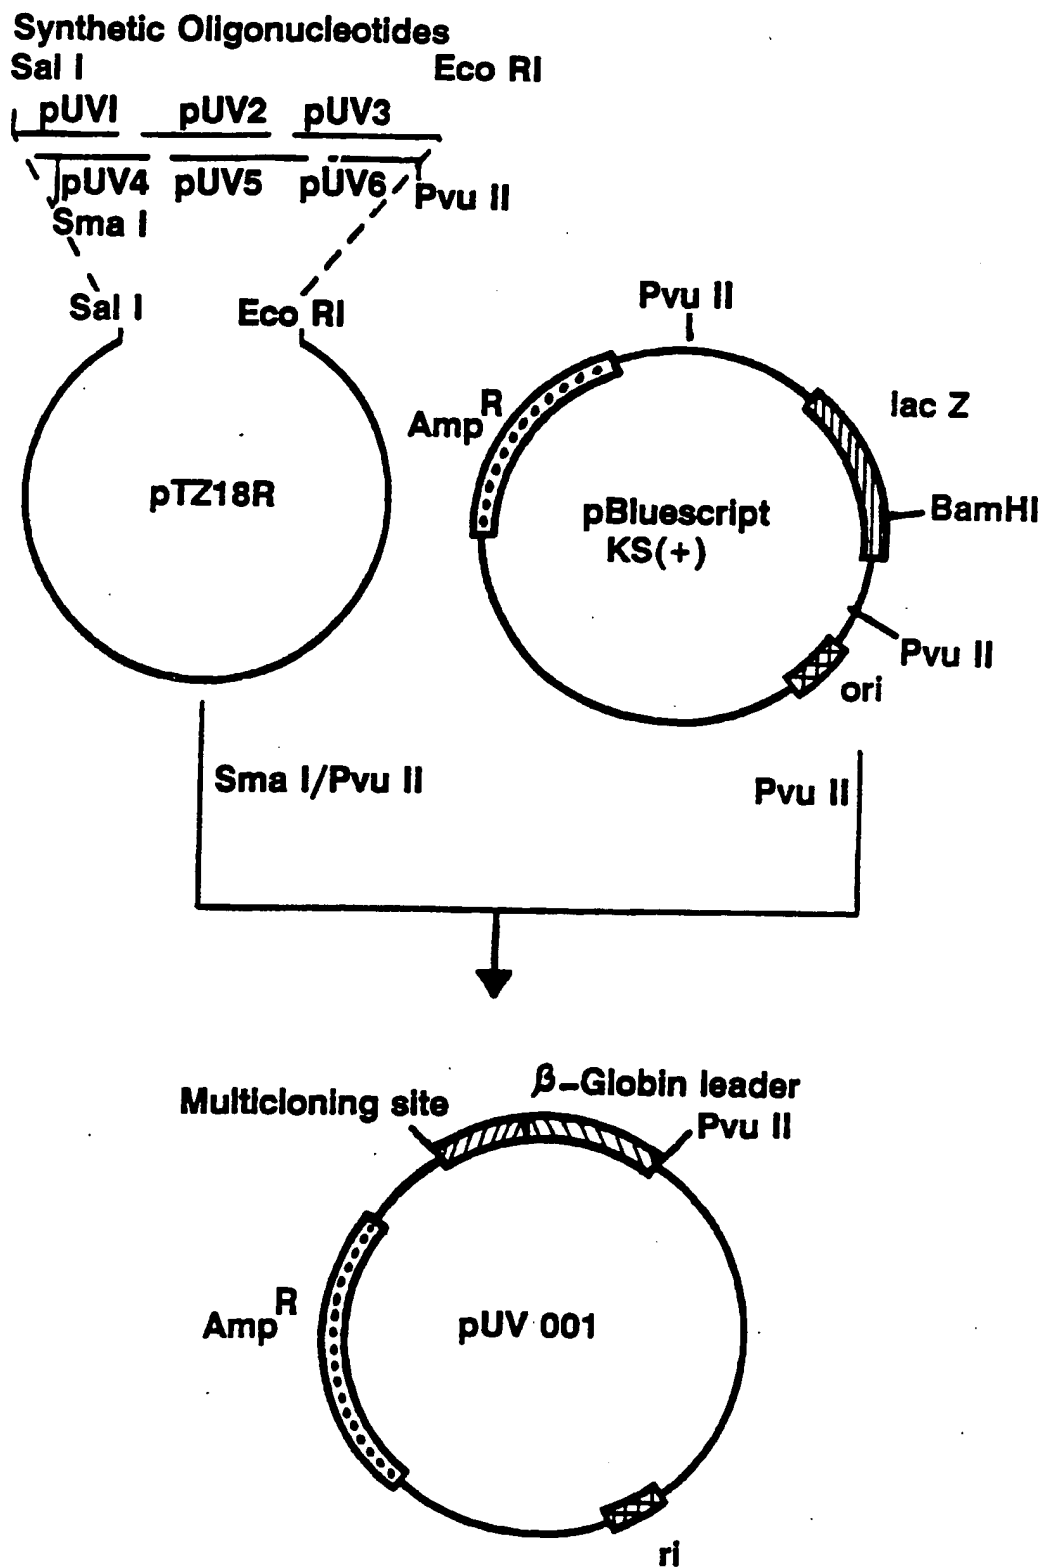 Synthetic Oligonucleotides
Sal I
Eco RI
pUVI
pUV2
pUV3
pUV4
pUV5
pUV6
Pvu II
Sma I
Sal I
Eco RI
pTZ18R
Pvu II
Amp R
lac Z
pBluescript
KS(+)
BamHI
Pvu II
ori
Sma I/Pvu II
Pvu II
Multicloning site
β-Globin leader
Pvu II
Amp R
pUV 001
ri